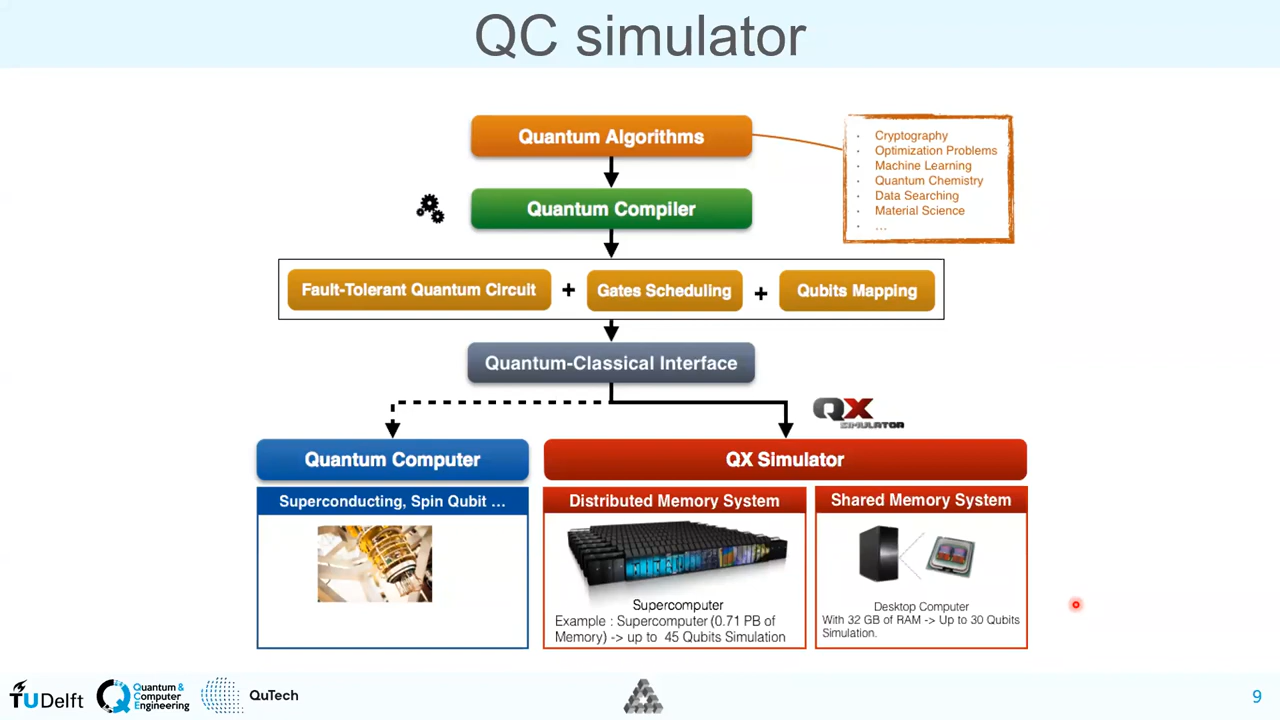 QC simulator
Quantum Algorithms
· Cryptography
· Optimization Problems
· Machine Learning
· Quantum Chemistry
· Data Searching
· Material Science
· ...
Quantum Compiler
Fault-Tolerant Quantum Circuit + Gates Scheduling + Qubits Mapping
Quantum-Classical Interface
QX
SIMULATOR
Quantum Computer
Superconducting, Spin Qubit ...
QX Simulator
Distributed Memory System
Supercomputer
Example : Supercomputer (0.71 PB of
Memory) -> up to 45 Qubits Simulation
Shared Memory System
Desktop Computer
With 32 GB of RAM -> Up to 30 Qubits
Simulation.
TUDelft
Quantum &
Computer
Engineering
QuTech
9